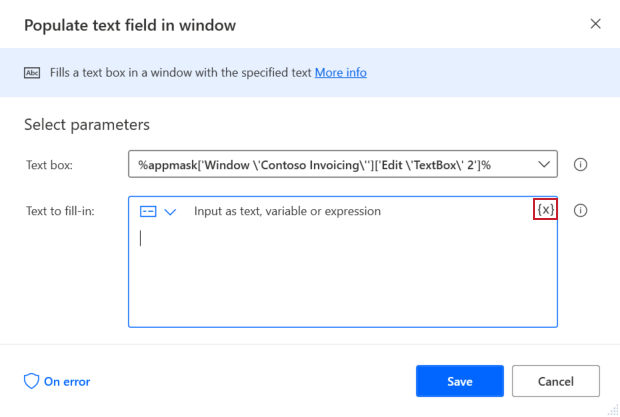 Populate text field in window
Abc Fills a text box in a window with the specified text More info
Select parameters
Text box: %appmask['Window \'Contoso Invoicing\'']['Edit \'TextBox\' 2']%
Text to fill-in: Input as text, variable or expression {x}
On error Save Cancel